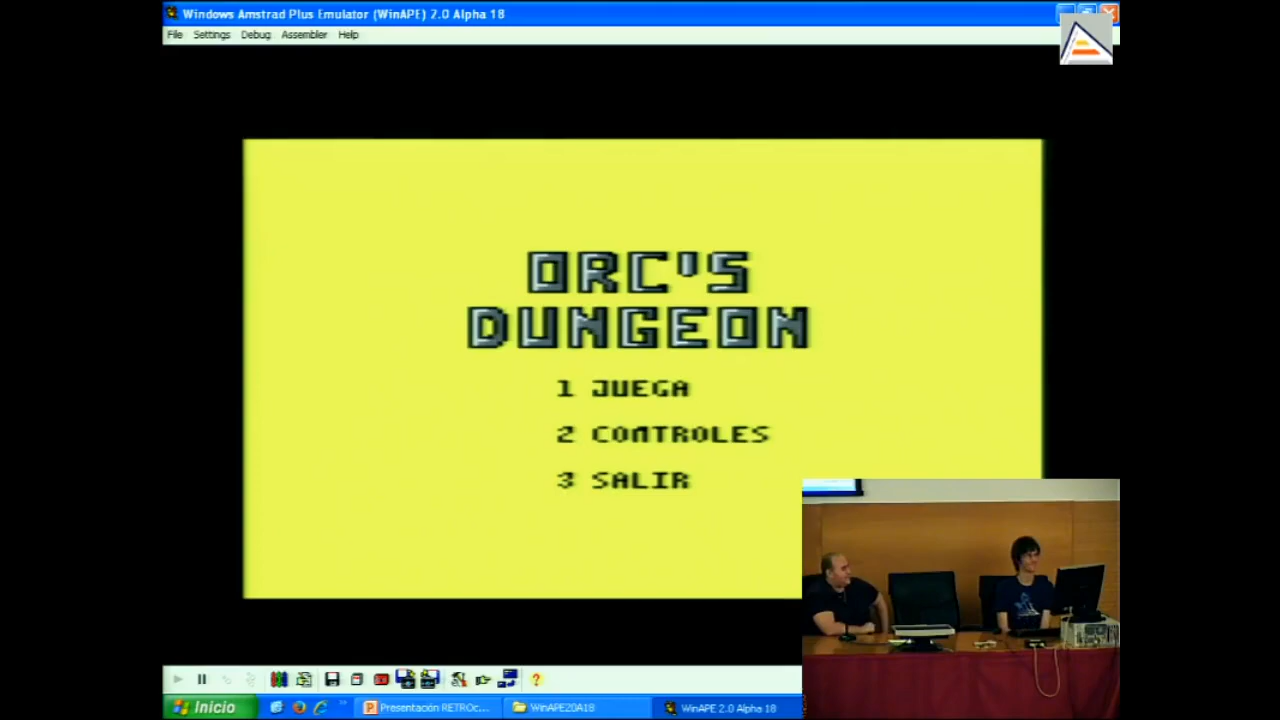 Windows Amstrad Plus Emulator (WinAPE) 2.0 Alpha 18
File Settings Debug Assembler Help
ORC'S
DUNGEON
1 JUEGA
2 CONTROLES
3 SALIR
Inicio
Presentación RETROc...
WinAPE20A18
WinAPE 2.0 Alpha 18